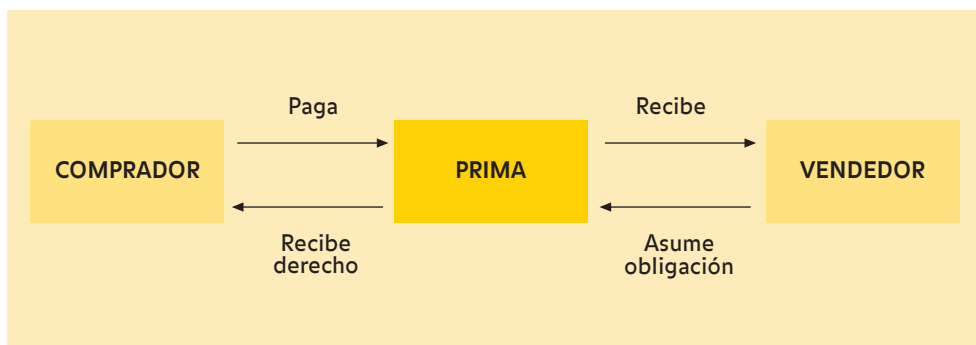 Paga
Recibe
COMPRADOR
PRIMA
VENDEDOR
Recibe
derecho
Asume
obligación